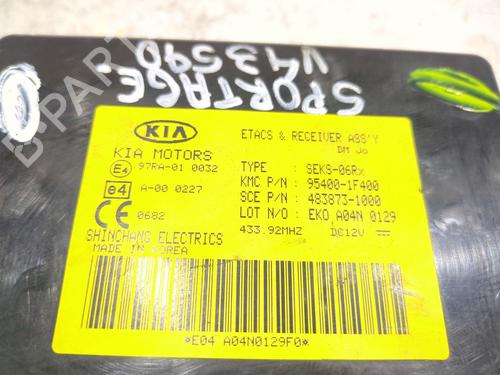 SPORTAGE
V43590
KIA
ETACS & RECEIVER ASS'Y
DM Jo
KIA MOTORS
E4 97RA-01 0032
TYPE : SEKS-06Rx
e4 A-00 0227
KMC P/N : 95400-1F400
SCE P/N : 483873-1000
CE 0682
LOT N/O : EKO A04N 0129
433.92MHZ DC12V
SHINCHANG ELECTRICS
MADE IN KOREA
*E04 A04N0129F0*